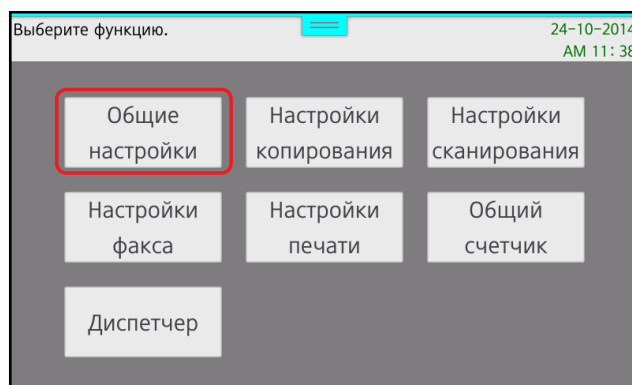 Выберите функцию.
24-10-2014
AM 11: 38
Общие
настройки
Настройки
копирования
Настройки
сканирования
Настройки
факса
Настройки
печати
Общий
счетчик
Диспетчер